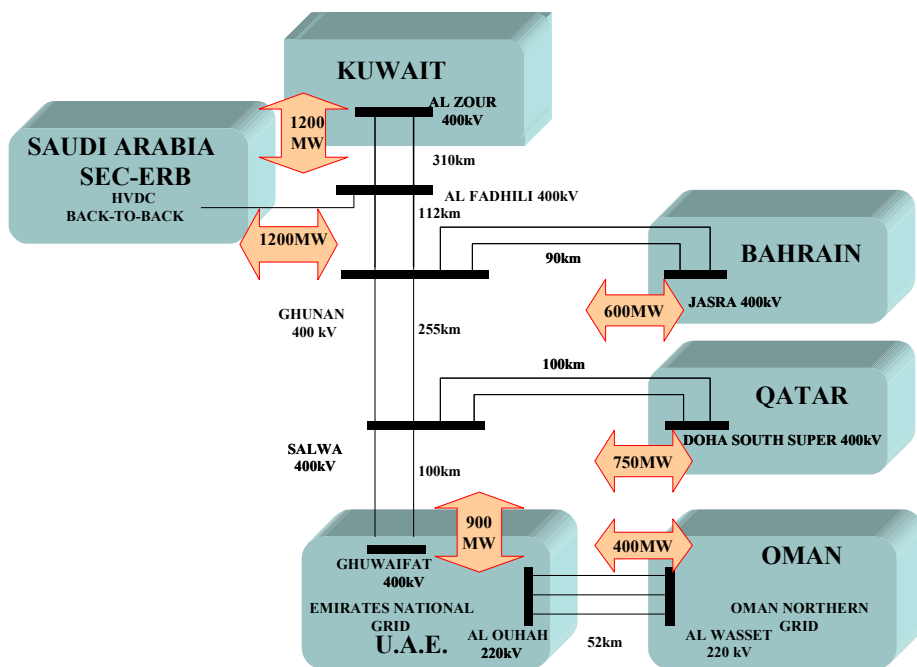 KUWAIT
AL ZOUR
400kV
1200
MW
SAUDI ARABIA
SEC-ERB
HVDC
BACK-TO-BACK
310km
AL FADHILI 400kV
112km
1200MW
90km
BAHRAIN
JASRA 400kV
600MW
GHUNAN
400 kV
255km
100km
QATAR
DOHA SOUTH SUPER 400kV
750MW
SALWA
400kV
100km
900
MW
400MW
OMAN
GHUWAIFAT
400kV
EMIRATES NATIONAL
GRID
U.A.E.
AL OUHAH
220kV
52km
OMAN NORTHERN
GRID
AL WASSET
220 kV